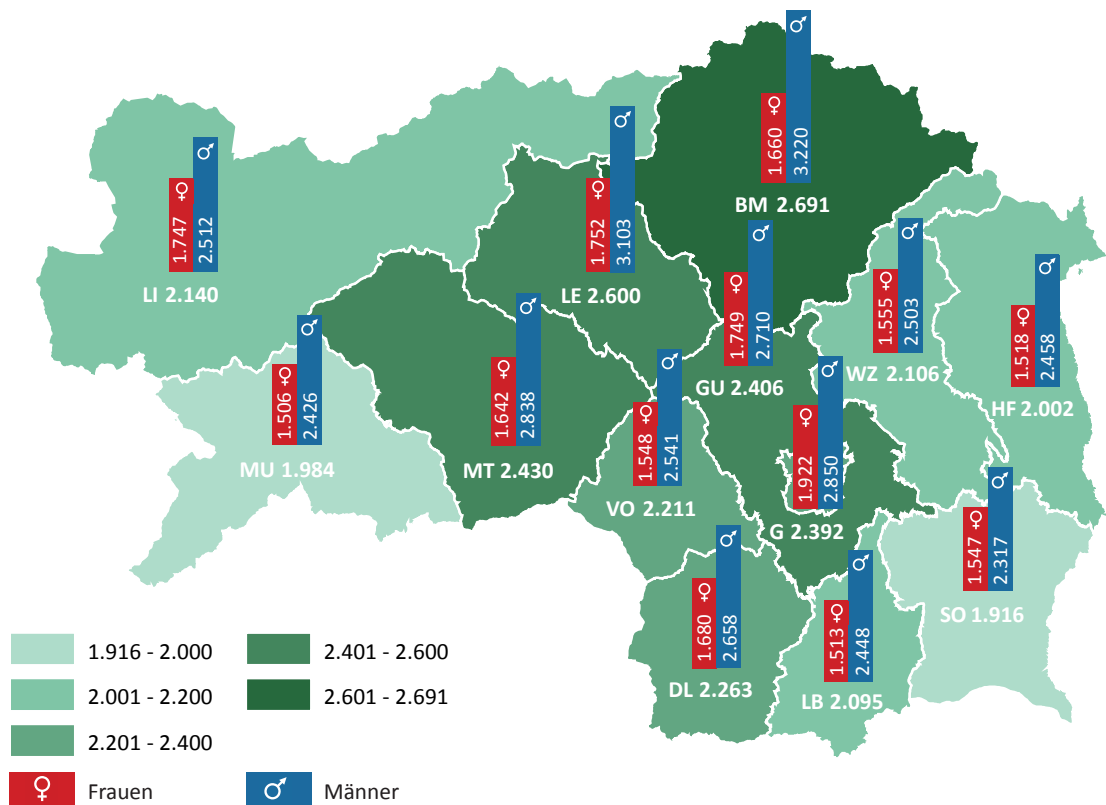 ♂
1.660 ♀
3.220
BM 2.691
♂
1.747 ♀
2.512
LI 2.140
♂
1.752 ♀
3.103
LE 2.600
♂
1.749 ♀
2.710
GU 2.406
♂
1.555 ♀
2.503
WZ 2.106
♂
1.518 ♀
2.458
HF 2.002
♂
1.506 ♀
2.426
MU 1.984
♂
1.642 ♀
2.838
MT 2.430
♂
1.548 ♀
2.541
VO 2.211
♂
1.922 ♀
2.850
G 2.392
♂
1.547 ♀
2.317
SO 1.916
♂
1.680 ♀
2.658
DL 2.263
♂
1.513 ♀
2.448
LB 2.095
1.916 - 2.000
2.001 - 2.200
2.201 - 2.400
2.401 - 2.600
2.601 - 2.691
♀ Frauen
♂ Männer